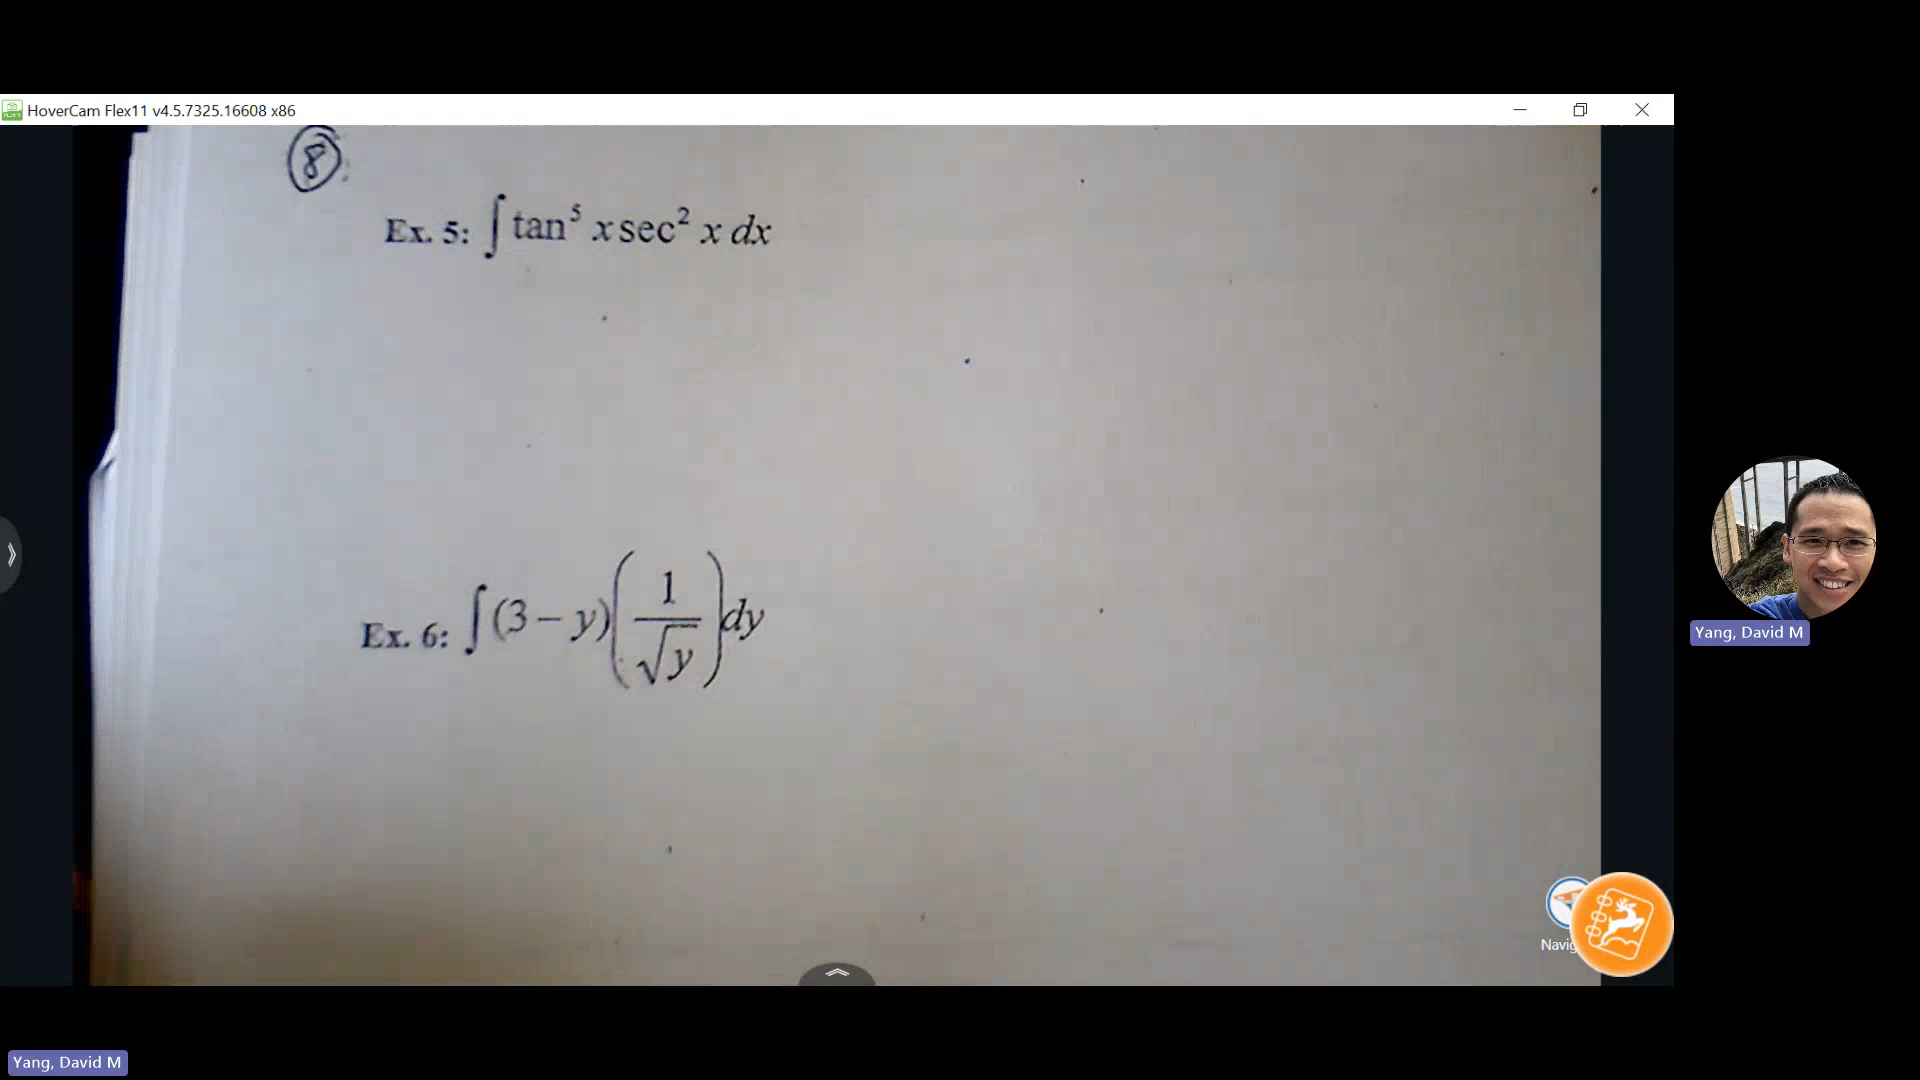 HoverCam Flex11 v4.5.7325.16608 x86
8
Ex. 5: ∫ tan⁵ x sec² x dx
Ex. 6: ∫ (3 − y)(1/√y) dy
Yang, David M
Yang, David M